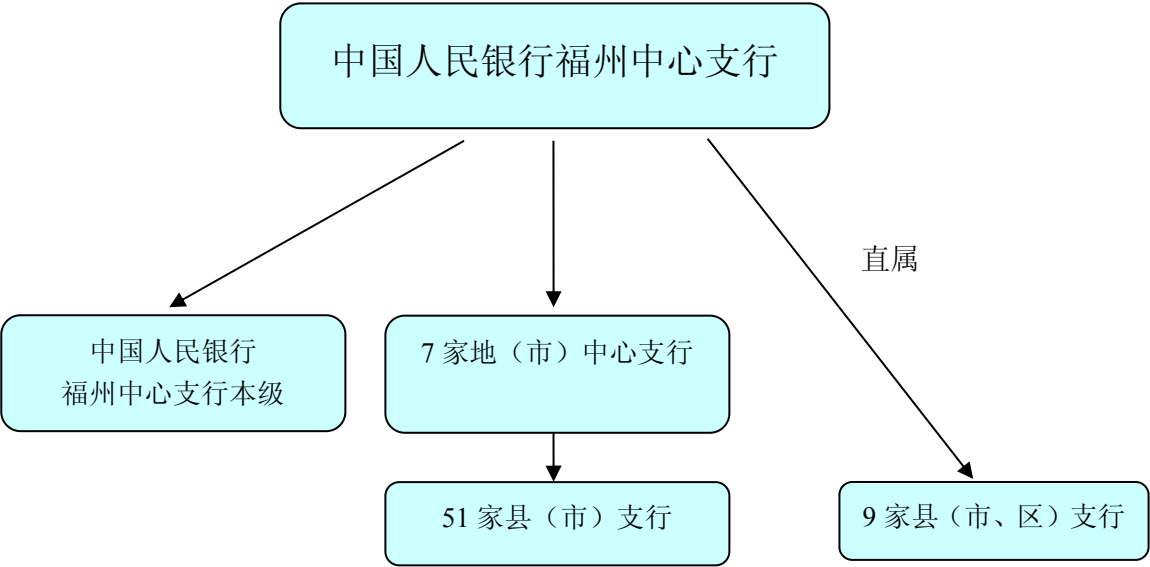 中国人民银行福州中心支行
直属
中国人民银行
福州中心支行本级
7 家地（市）中心支行
51 家县（市）支行
9 家县（市、区）支行